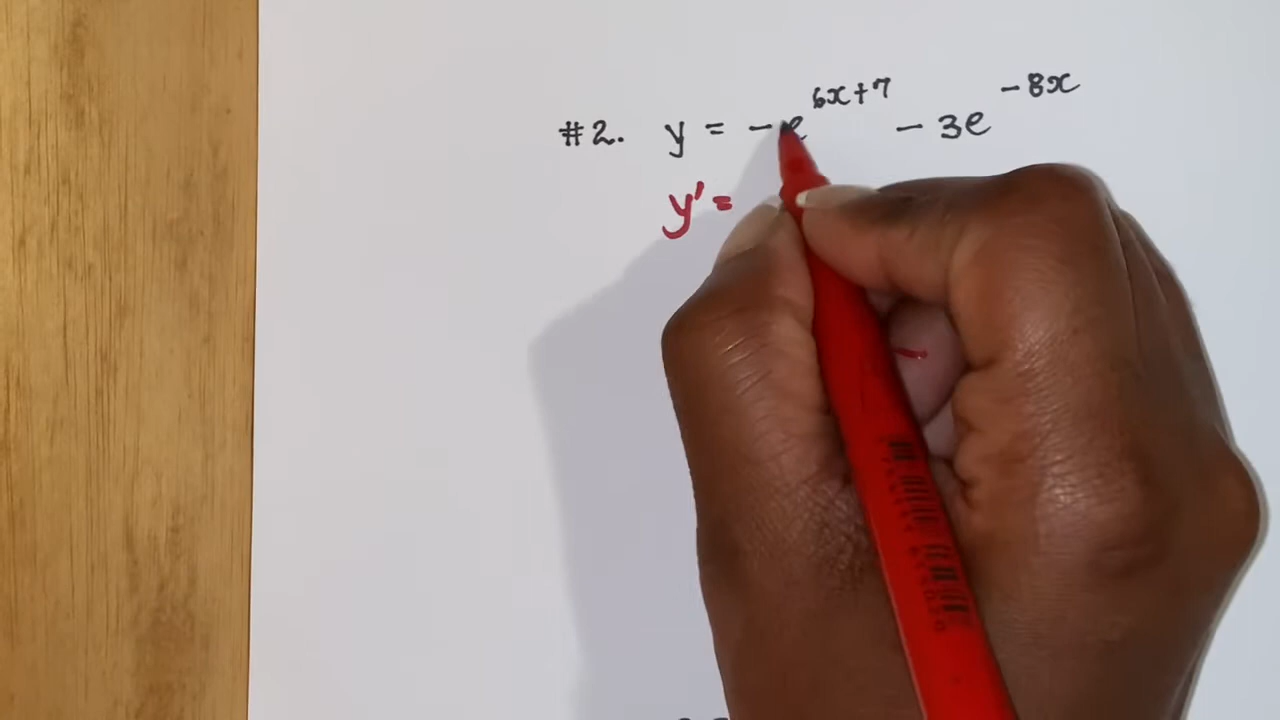 #2. y = -e^{6x+7} - 3e^{-8x}
y' =